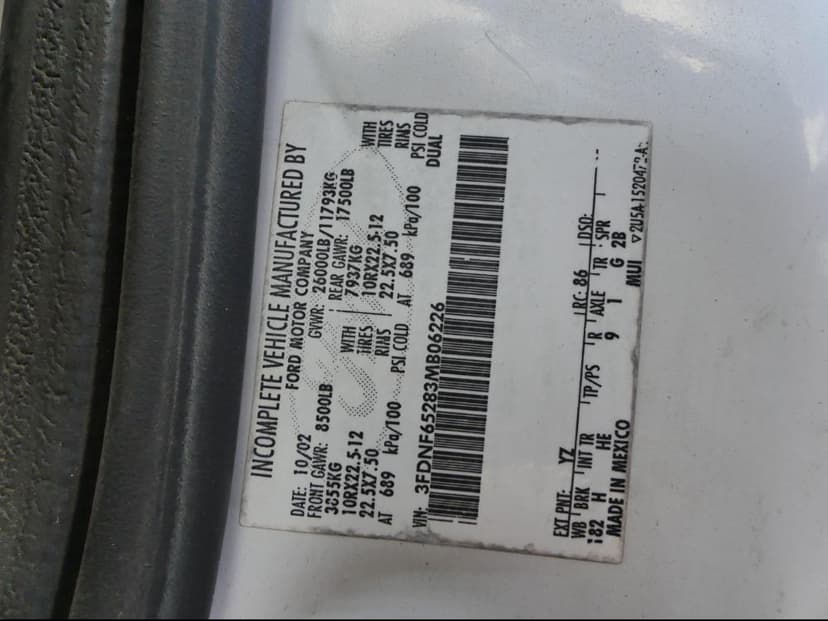 INCOMPLETE VEHICLE MANUFACTURED BY
FORD MOTOR COMPANY
DATE: 10/02 GVWR: 26000LB/11793KG
FRONT GAWR: 8500LB REAR GAWR: 17500LB
3855KG WITH 7937KG WITH
10RX22.5-12 TIRES 10RX22.5-12 TIRES
22.5X7.50 RIMS 22.5X7.50 RIMS
AT 689 kPa/100 PSI COLD AT 689 kPa/100 PSI COLD
DUAL
VIN: 3FDNF65283MB06226
EXT PNT: YZ RC: 86 DSO:
WB BRK INT TR TP/PS R AXLE TR SPR
182 H HE 9 1 G 2B
MADE IN MEXICO MUI